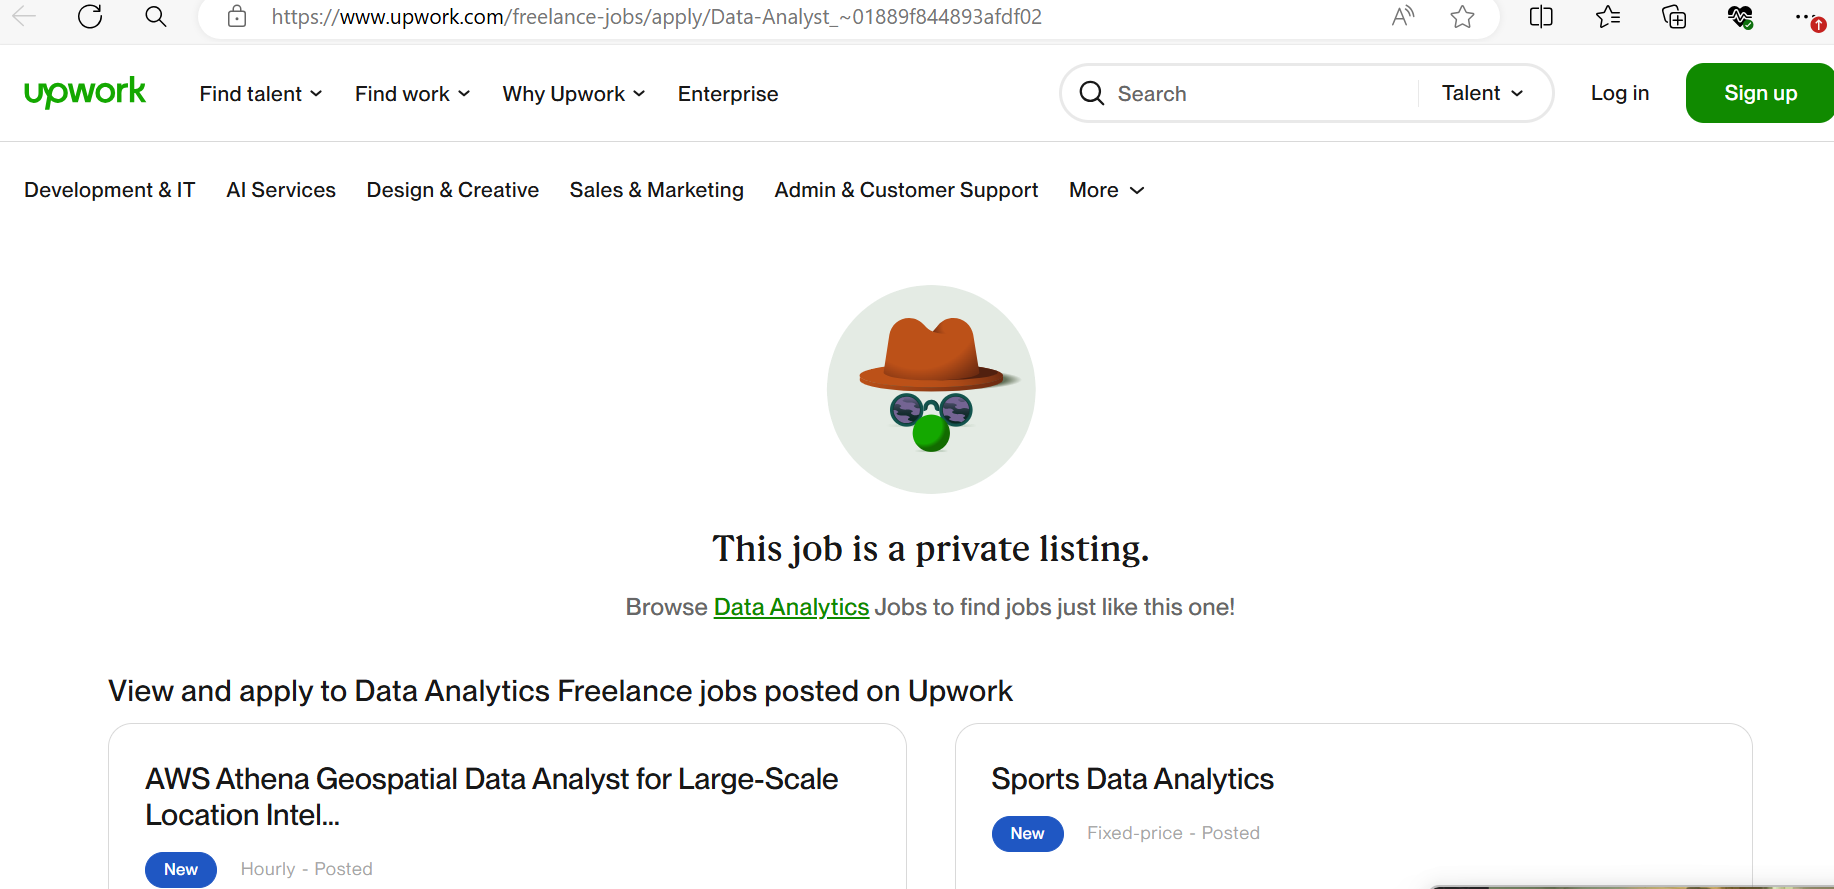 https://www.upwork.com/freelance-jobs/apply/Data-Analyst_~01889f844893afdf02
upwork Find talent Find work Why Upwork Enterprise Search Talent Log in Sign up
Development & IT AI Services Design & Creative Sales & Marketing Admin & Customer Support More
This job is a private listing.
Browse Data Analytics Jobs to find jobs just like this one!
View and apply to Data Analytics Freelance jobs posted on Upwork
AWS Athena Geospatial Data Analyst for Large-Scale
Location Intel...
New Hourly - Posted
Sports Data Analytics
New Fixed-price - Posted